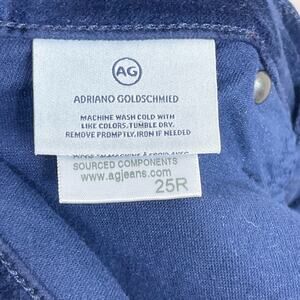 AG
ADRIANO GOLDSCHMIED
MACHINE WASH COLD WITH
LIKE COLORS. TUMBLE DRY.
REMOVE PROMPTLY. IRON IF NEEDED
SOURCED COMPONENTS
www.agjeans.com
25R